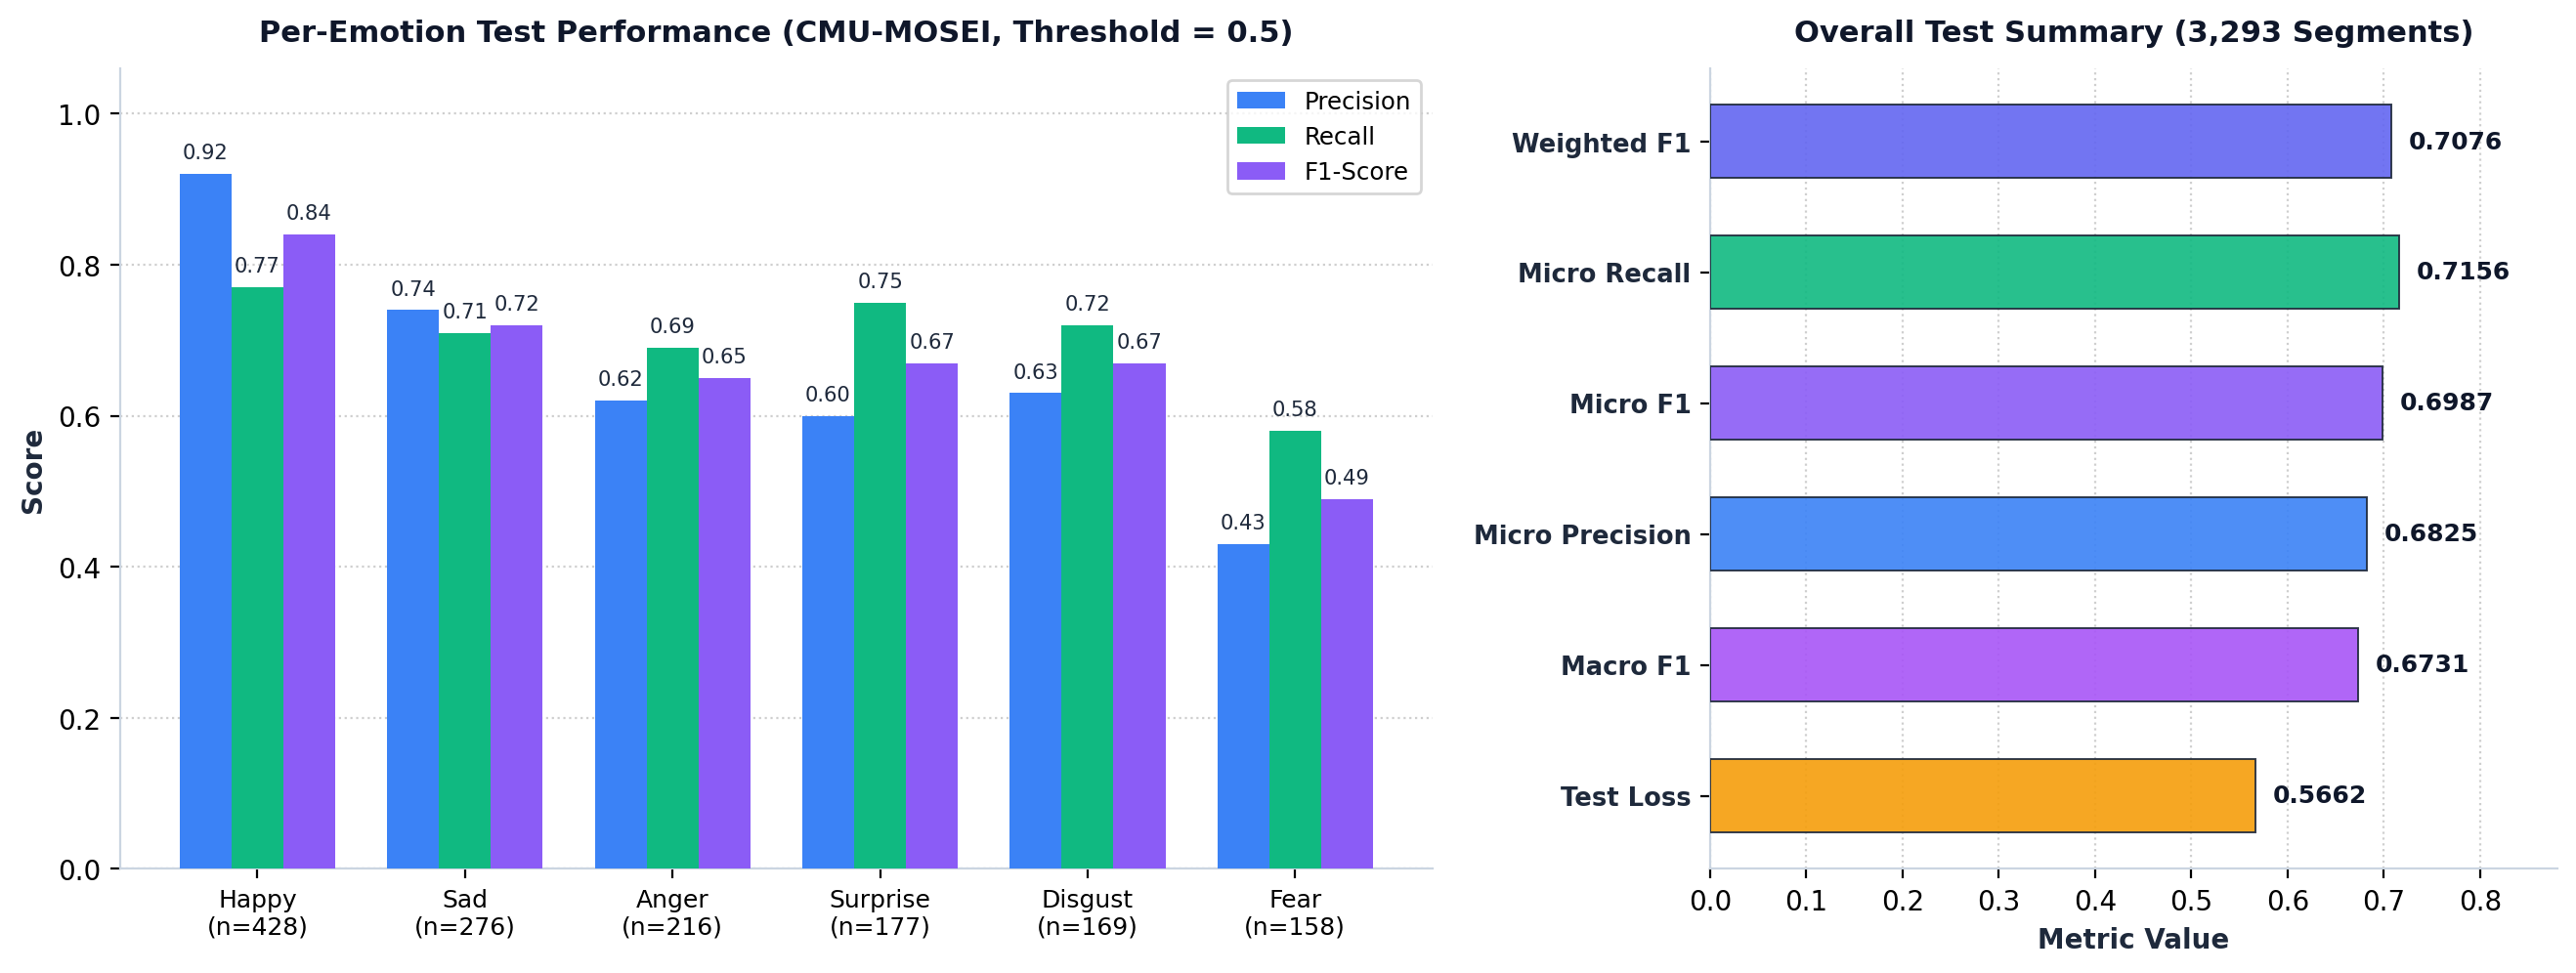 Per-Emotion Test Performance (CMU-MOSEI, Threshold = 0.5)
Precision
Recall
F1-Score
Score
1.0
0.8
0.6
0.4
0.2
0.0
0.92
0.77
0.84
0.74
0.71
0.72
0.62
0.69
0.65
0.60
0.75
0.67
0.63
0.72
0.67
0.43
0.58
0.49
Happy
(n=428)
Sad
(n=276)
Anger
(n=216)
Surprise
(n=177)
Disgust
(n=169)
Fear
(n=158)
Overall Test Summary (3,293 Segments)
Weighted F1 0.7076
Micro Recall 0.7156
Micro F1 0.6987
Micro Precision 0.6825
Macro F1 0.6731
Test Loss 0.5662
0.0 0.1 0.2 0.3 0.4 0.5 0.6 0.7 0.8
Metric Value